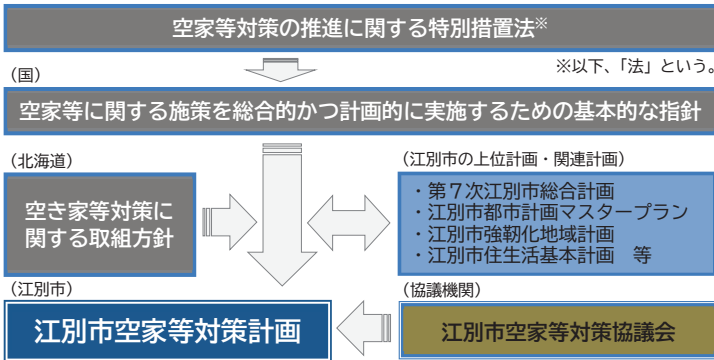 空家等対策の推進に関する特別措置法※
※以下、「法」という。
（国）
空家等に関する施策を総合的かつ計画的に実施するための基本的な指針
（北海道）
空き家等対策に
関する取組方針
（江別市の上位計画・関連計画）
・第７次江別市総合計画
・江別市都市計画マスタープラン
・江別市強靭化地域計画
・江別市住生活基本計画　等
（江別市）
江別市空家等対策計画
（協議機関）
江別市空家等対策協議会